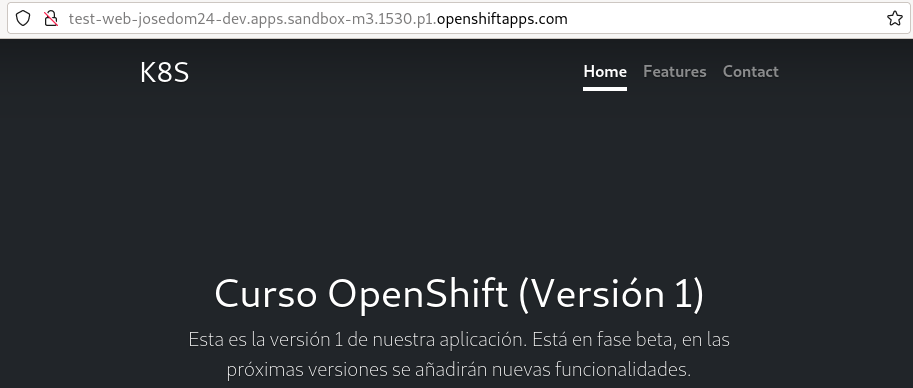 test-web-josedom24-dev.apps.sandbox-m3.1530.p1.openshiftapps.com
K8S
Home Features Contact
Curso OpenShift (Versión 1)
Esta es la versión 1 de nuestra aplicación. Está en fase beta, en las
próximas versiones se añadirán nuevas funcionalidades.